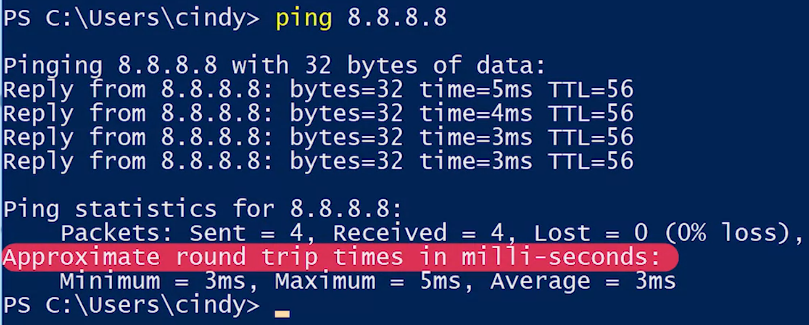 PS C:\Users\cindy> ping 8.8.8.8
Pinging 8.8.8.8 with 32 bytes of data:
Reply from 8.8.8.8: bytes=32 time=5ms TTL=56
Reply from 8.8.8.8: bytes=32 time=4ms TTL=56
Reply from 8.8.8.8: bytes=32 time=3ms TTL=56
Reply from 8.8.8.8: bytes=32 time=3ms TTL=56
Ping statistics for 8.8.8.8:
Packets: Sent = 4, Received = 4, Lost = 0 (0% loss),
Approximate round trip times in milli-seconds:
Minimum = 3ms, Maximum = 5ms, Average = 3ms
PS C:\Users\cindy> _